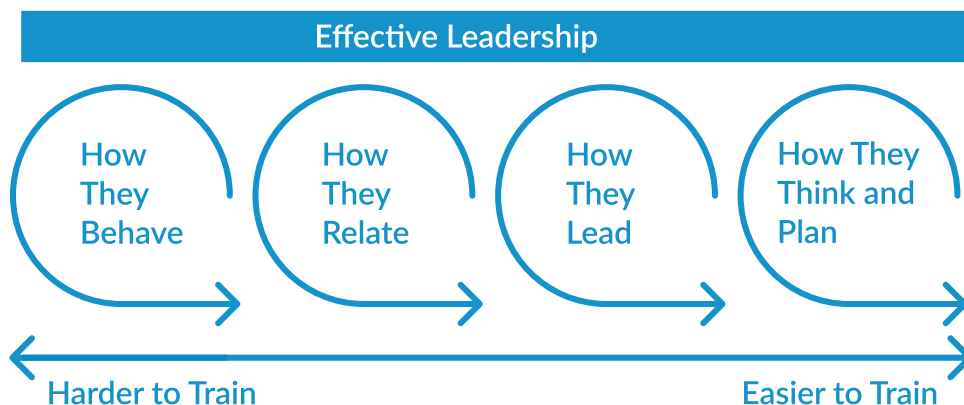 Effective Leadership
How
They
Behave
How
They
Relate
How
They
Lead
How They
Think and
Plan
Harder to Train
Easier to Train